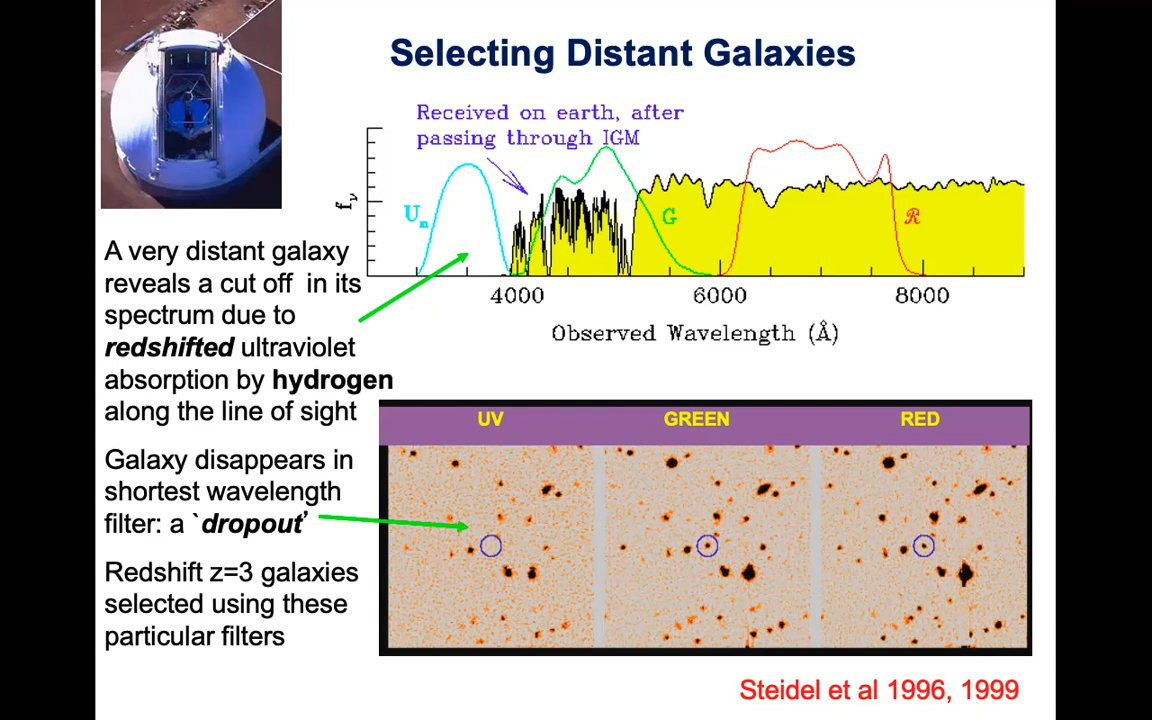 Selecting Distant Galaxies
Received on earth, after
passing through IGM
f_ν
U_n
G
ℛ
4000
6000
8000
Observed Wavelength (Å)
A very distant galaxy
reveals a cut off in its
spectrum due to
redshifted ultraviolet
absorption by hydrogen
along the line of sight
Galaxy disappears in
shortest wavelength
filter: a `dropout’
Redshift z=3 galaxies
selected using these
particular filters
UV
GREEN
RED
Steidel et al 1996, 1999